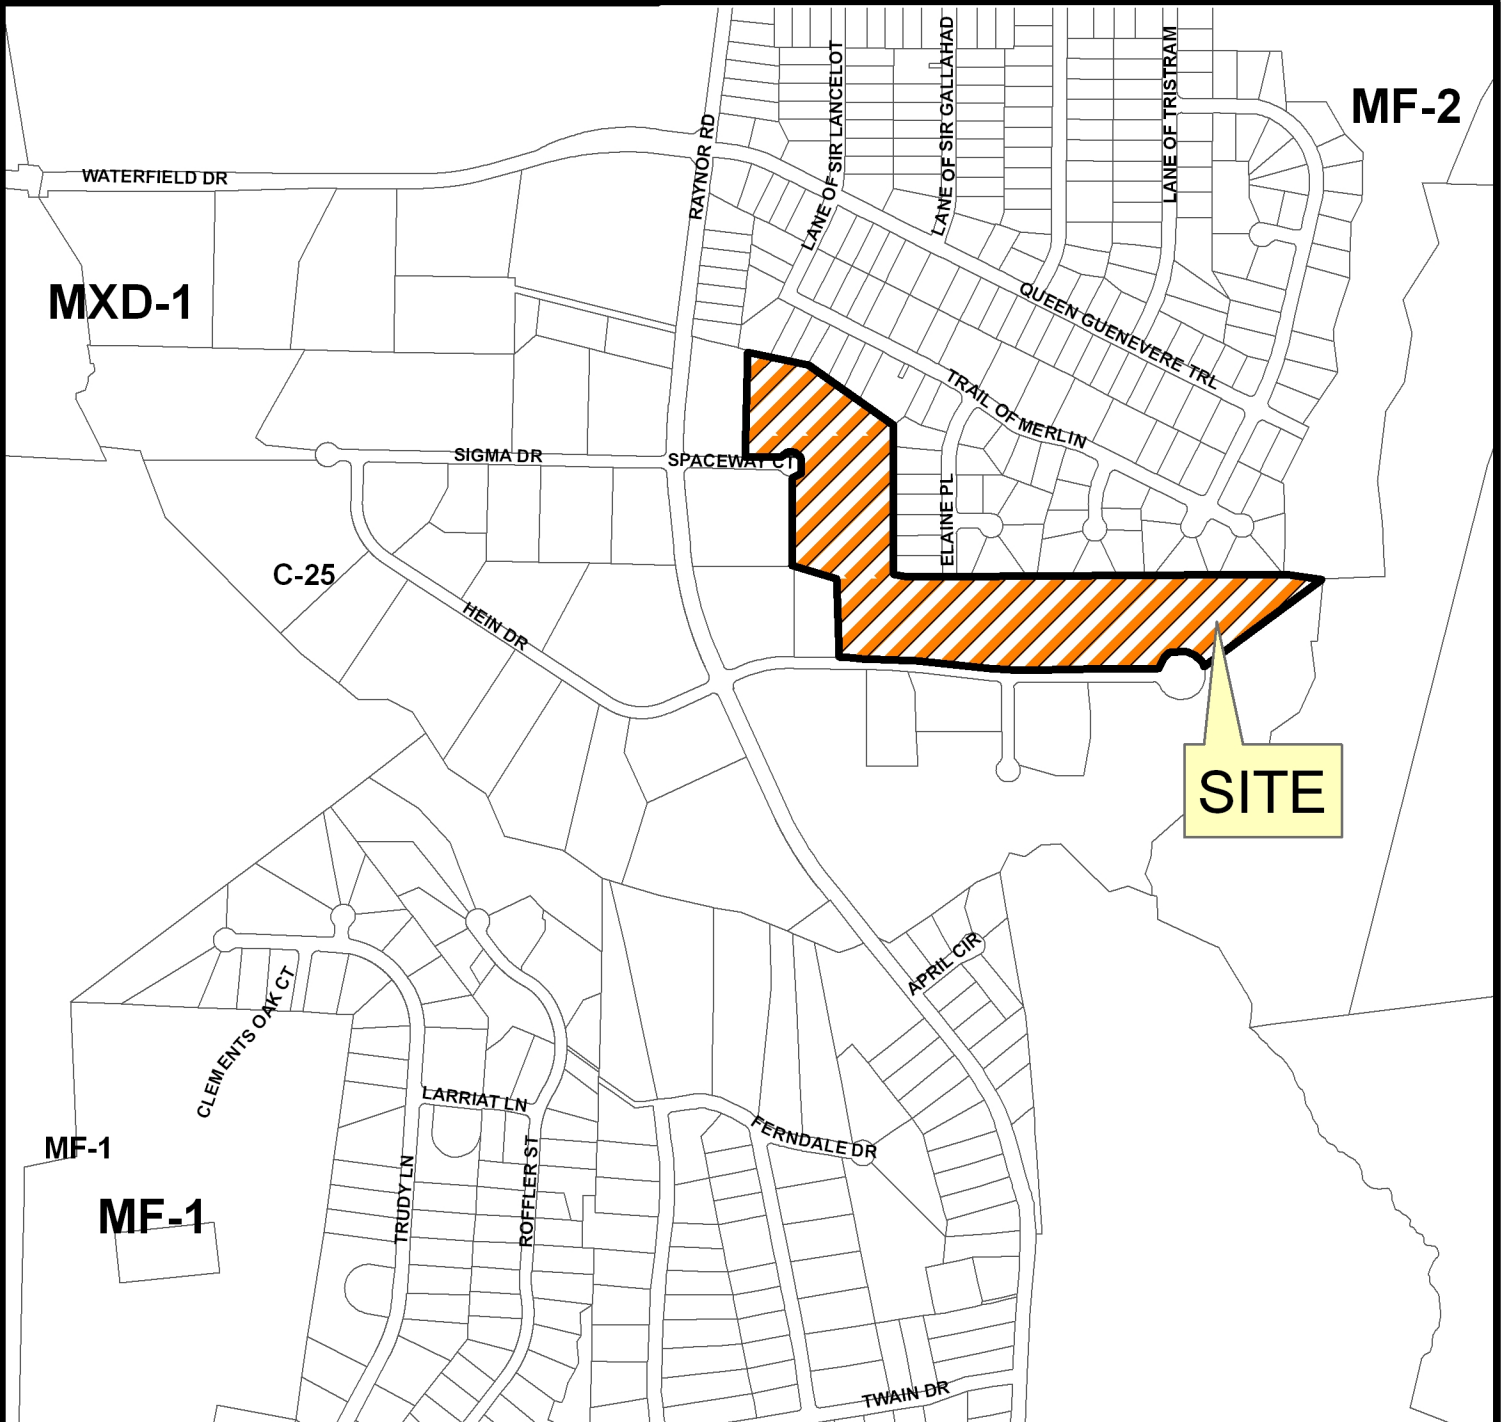 LANE OF SIR LANCELOT
LANE OF SIR GALLAHAD
LANE OF TRISTRAM
MF-2
RAYNOR RD
WATERFIELD DR
MXD-1
QUEEN GUENEVERE TRL
TRAIL OF MERLIN
SIGMA DR
SPACEWAY CT
ELAINE PL
C-25
HEIN DR
SITE
APRIL CIR
CLEMENTS OAK CT
LARRIAT LN
FERNDALE DR
MF-1
MF-1
TRUDY LN
ROFFLER ST
TWAIN DR